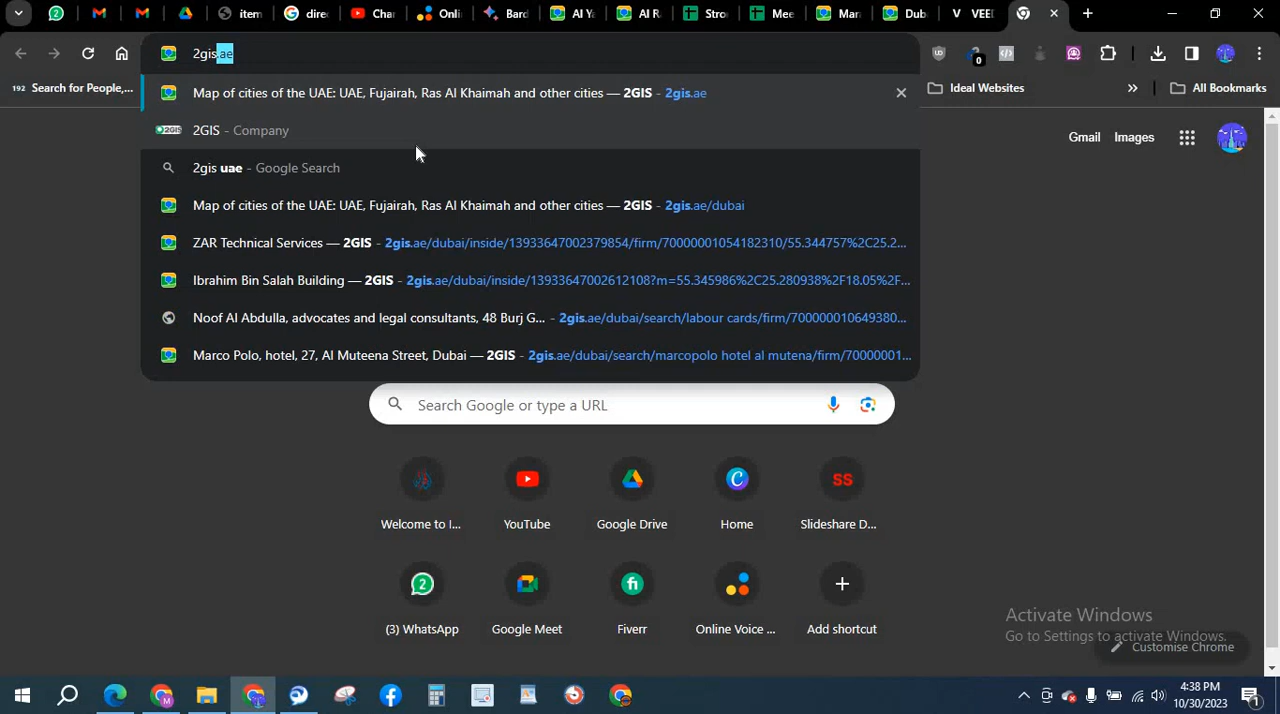 item
direc
Char
Onli
Bard
AI Ya
Al R
Stro
Mee
Mar
Dub
VEE
2gis.ae
0
192 Search for People,...
Ideal Websites
All Bookmarks
Map of cities of the UAE: UAE, Fujairah, Ras Al Khaimah and other cities — 2GIS - 2gis.ae
2GIS 2GIS - Company
2gis uae - Google Search
Map of cities of the UAE: UAE, Fujairah, Ras Al Khaimah and other cities — 2GIS - 2gis.ae/dubai
ZAR Technical Services — 2GIS - 2gis.ae/dubai/inside/13933647002379854/firm/70000001054182310/55.344757%2C25.2...
Ibrahim Bin Salah Building — 2GIS - 2gis.ae/dubai/inside/13933647002612108?m=55.345986%2C25.280938%2F18.05%2F...
Noof Al Abdulla, advocates and legal consultants, 48 Burj G... - 2gis.ae/dubai/search/labour cards/firm/700000010649380...
Marco Polo, hotel, 27, Al Muteena Street, Dubai — 2GIS - 2gis.ae/dubai/search/marcopolo hotel al mutena/firm/70000001...
Gmail Images
Search Google or type a URL
Welcome to I...
YouTube
Google Drive
Home
Slideshare D...
(3) WhatsApp
Google Meet
Fiverr
Online Voice ...
Add shortcut
Activate Windows
Go to Settings to activate Windows.
Customise Chrome
4:38 PM
10/30/2023